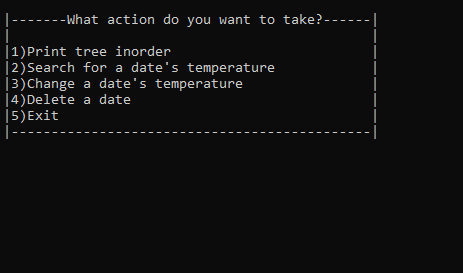 |-------What action do you want to take?------|
|                                             |
|1)Print tree inorder                         |
|2)Search for a date's temperature            |
|3)Change a date's temperature                |
|4)Delete a date                              |
|5)Exit                                       |
|---------------------------------------------|